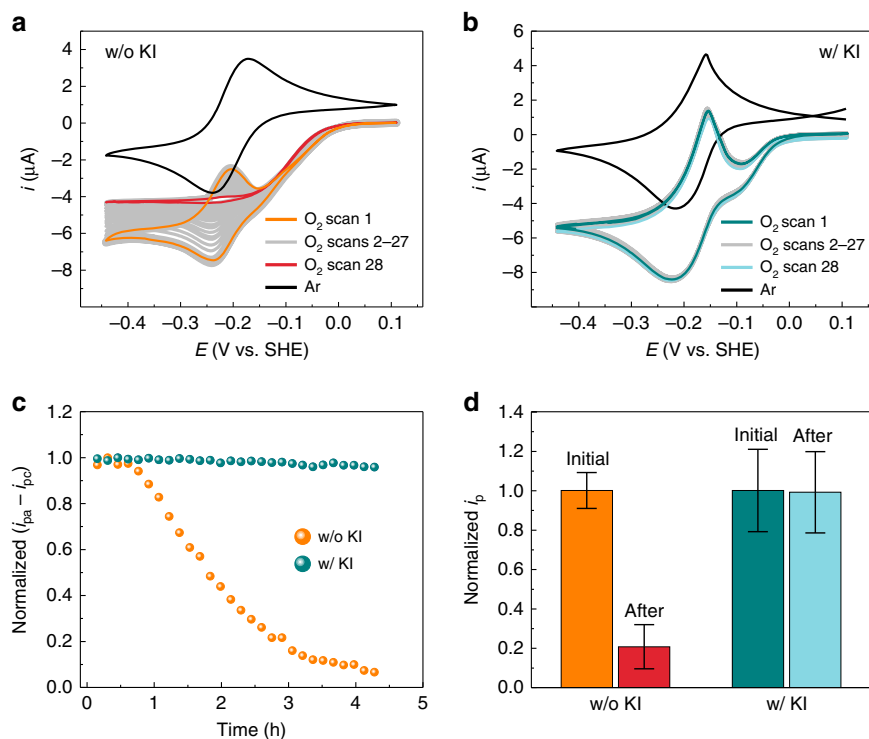 a
w/o KI
4
2
0
−2
−4
−6
−8
i (μA)
O2 scan 1
O2 scans 2–27
O2 scan 28
Ar
−0.4
−0.3
−0.2
−0.1
0.0
0.1
E (V vs. SHE)
b
w/ KI
6
4
2
0
−2
−4
−6
−8
i (μA)
O2 scan 1
O2 scans 2–27
O2 scan 28
Ar
−0.4
−0.3
−0.2
−0.1
0.0
0.1
E (V vs. SHE)
c
1.2
1.0
0.8
0.6
0.4
0.2
0.0
Normalized (ipa – ipc)
w/o KI
w/ KI
0
1
2
3
4
5
Time (h)
d
1.4
1.2
1.0
0.8
0.6
0.4
0.2
0.0
Normalized ip
Initial
After
Initial
After
w/o KI
w/ KI